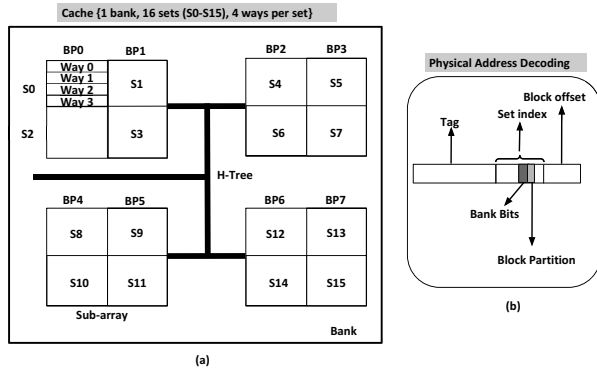 Cache {1 bank, 16 sets (S0-S15), 4 ways per set}
BP0 BP1 BP2 BP3
Way 0
Way 1
Way 2
Way 3
S0 S1 S4 S5
S2 S3 S6 S7
H-Tree
BP4 BP5 BP6 BP7
S8 S9 S12 S13
S10 S11 S14 S15
Sub-array
Bank
(a)
Physical Address Decoding
Block offset
Set index
Tag
Bank Bits
Block Partition
(b)